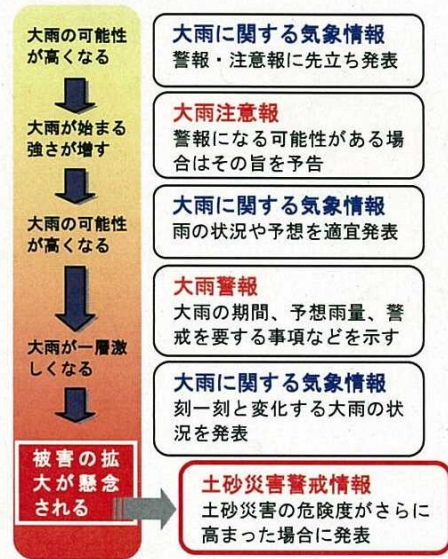 大雨の可能性
が高くなる
大雨に関する気象情報
警報・注意報に先立ち発表
大雨が始まる
強さが増す
大雨注意報
警報になる可能性がある場
合はその旨を予告
大雨の可能性
が高くなる
大雨に関する気象情報
雨の状況や予想を適宜発表
大雨警報
大雨の期間、予想雨量、警
戒を要する事項などを示す
大雨が一層激
しくなる
大雨に関する気象情報
刻一刻と変化する大雨の状
況を発表
被害の拡
大が懸念
される
土砂災害警戒情報
土砂災害の危険度がさらに
高まった場合に発表